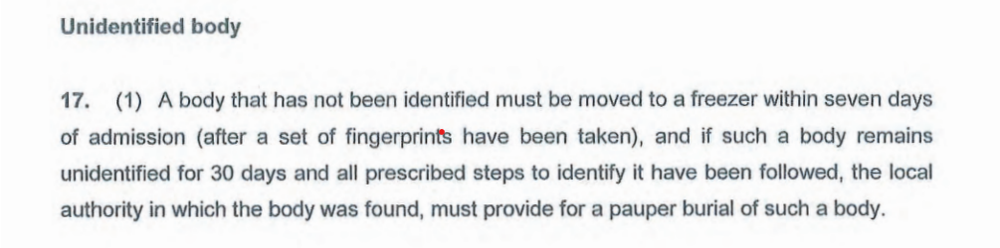 Unidentified body
17. (1) A body that has not been identified must be moved to a freezer within seven days
of admission (after a set of fingerprints have been taken), and if such a body remains
unidentified for 30 days and all prescribed steps to identify it have been followed, the local
authority in which the body was found, must provide for a pauper burial of such a body.